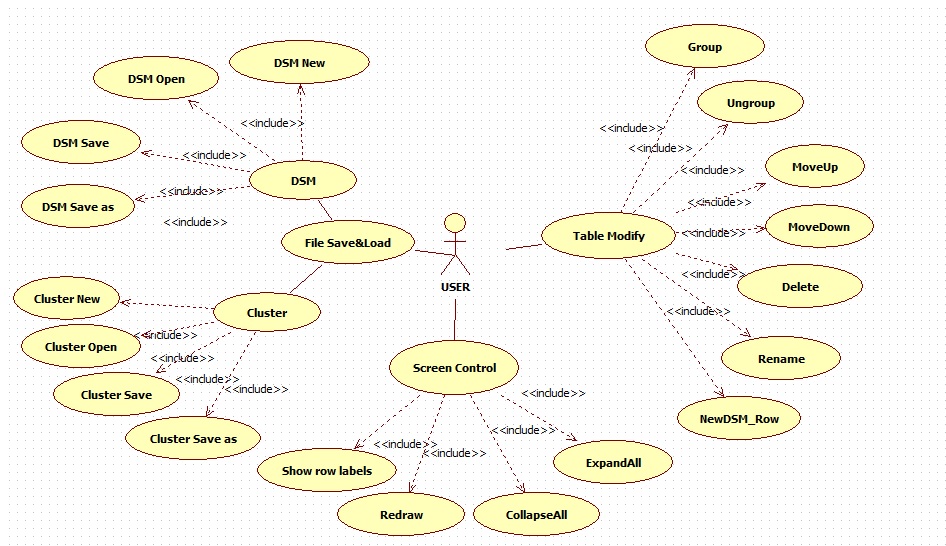 Group
DSM New
DSM Open
Ungroup
<<include>>
<<include>>
DSM Save
<<include>>
<<include>>
MoveUp
<<include>>
DSM
<<include>>
<<include>>
DSM Save as
<<include>>
MoveDown
Table Modify
<<include>>
File Save&Load
<<include>>
Delete
USER
Cluster New
Cluster
<<include>>
<<include>>
Cluster Open
<<include>>
Rename
Screen Control
<<include>>
<<include>>
<<include>>
Cluster Save
NewDSM_Row
<<include>>
Cluster Save as
<<include>>
<<include>>
ExpandAll
Show row labels
Redraw
CollapseAll